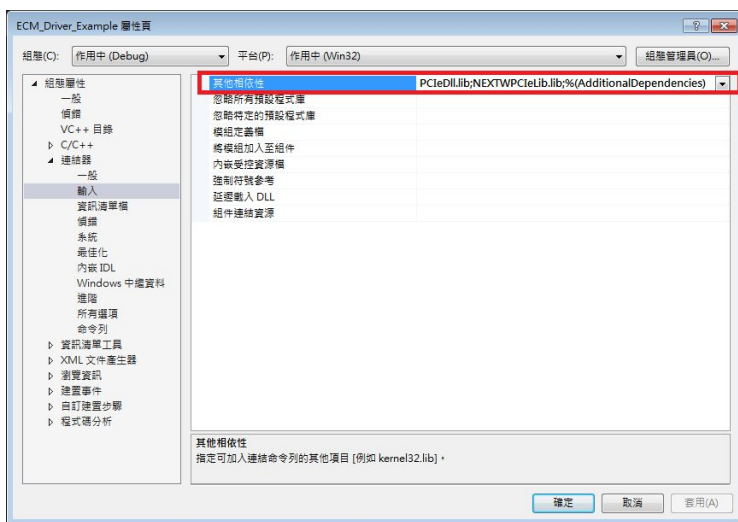 ECM_Driver_Example 屬性頁
組態(C): 作用中 (Debug) 平台(P): 作用中 (Win32) 組態管理員(O)...
組態屬性
一般
偵錯
VC++ 目錄
C/C++
連結器
一般
輸入
資訊清單檔
偵錯
系統
最佳化
內嵌 IDL
Windows 中繼資料
進階
所有選項
命令列
資訊清單工具
XML 文件產生器
瀏覽資訊
建置事件
自訂建置步驟
程式碼分析
其他相依性 PCIeDll.lib;NEXTWPCIeLib.lib;%(AdditionalDependencies)
忽略所有預設程式庫
忽略特定的預設程式庫
模組定義檔
將模組加入至組件
內嵌受控資源檔
強制符號參考
延遲載入 DLL
組件連結資源
其他相依性
指定可加入連結命令列的其他項目 [例如 kernel32.lib]。
確定 取消 套用(A)